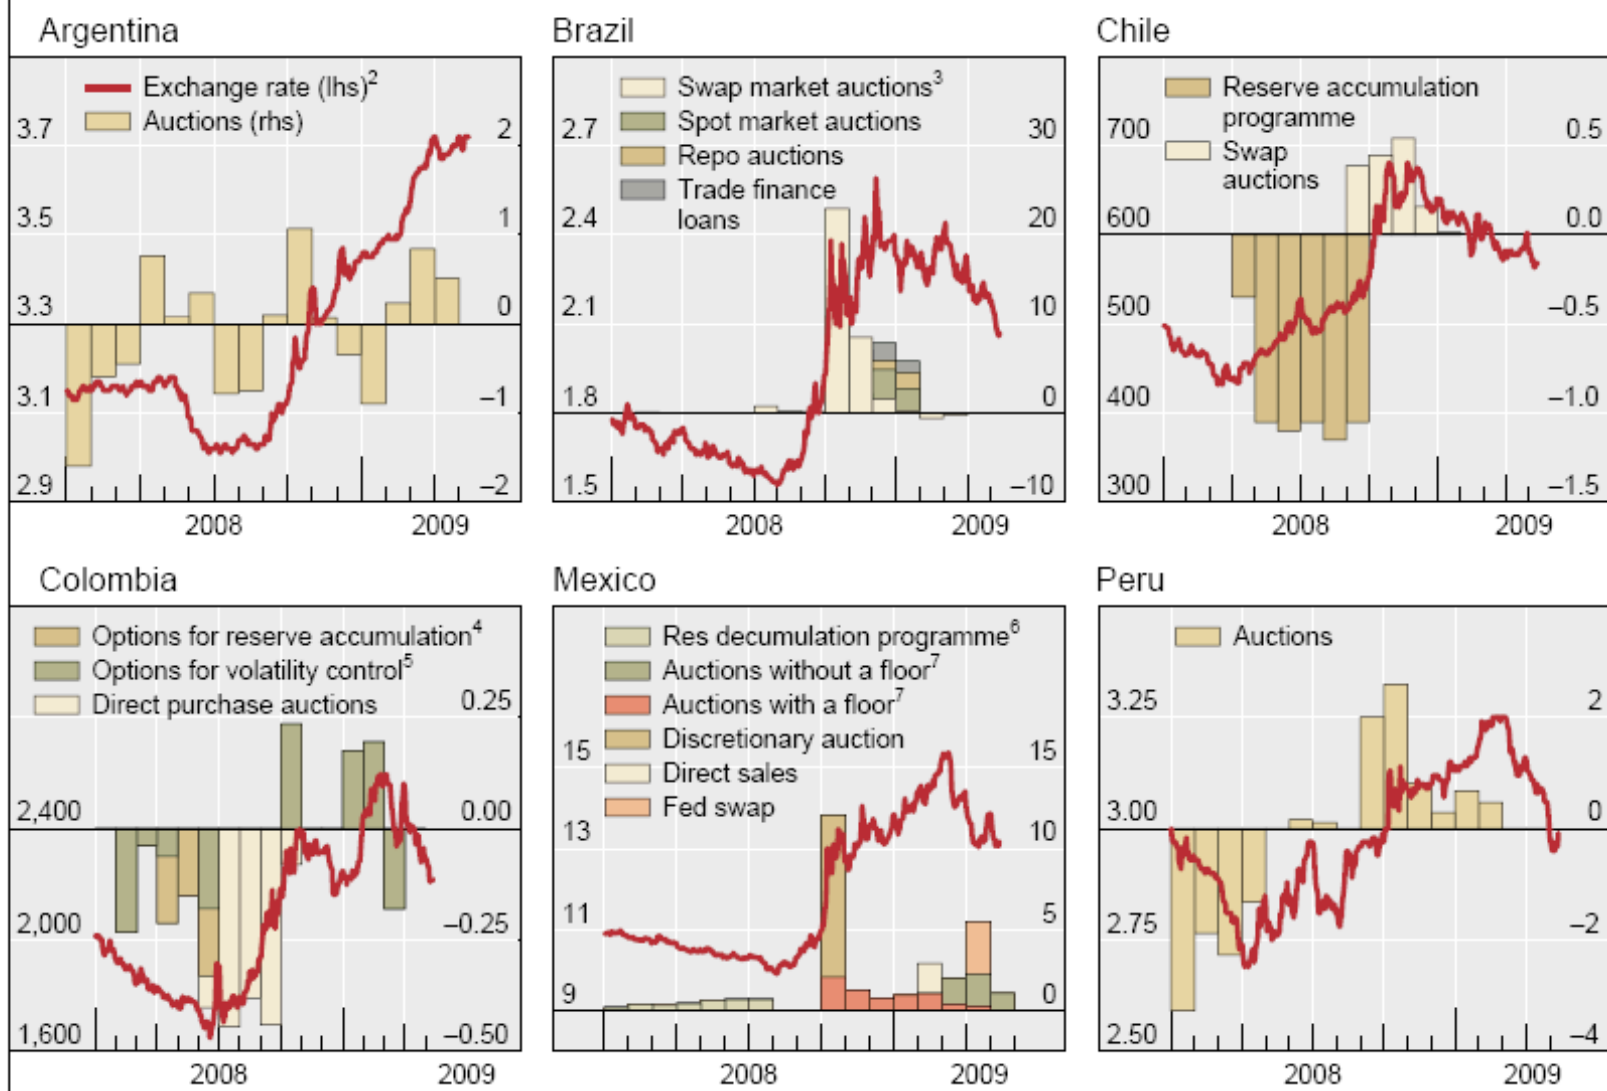 Argentina
Exchange rate (lhs)2
Auctions (rhs)
3.7
3.5
3.3
3.1
2.9
2
1
0
–1
–2
2008
2009
Brazil
Swap market auctions3
Spot market auctions
Repo auctions
Trade finance
loans
2.7
2.4
2.1
1.8
1.5
30
20
10
0
–10
2008
2009
Chile
Reserve accumulation
programme
Swap
auctions
700
600
500
400
300
0.5
0.0
–0.5
–1.0
–1.5
2008
2009
Colombia
Options for reserve accumulation4
Options for volatility control5
Direct purchase auctions
2,400
2,000
1,600
0.25
0.00
–0.25
–0.50
2008
2009
Mexico
Res decumulation programme6
Auctions without a floor7
Auctions with a floor7
Discretionary auction
Direct sales
Fed swap
15
13
11
9
15
10
5
0
2008
2009
Peru
Auctions
3.25
3.00
2.75
2.50
2
0
–2
–4
2008
2009